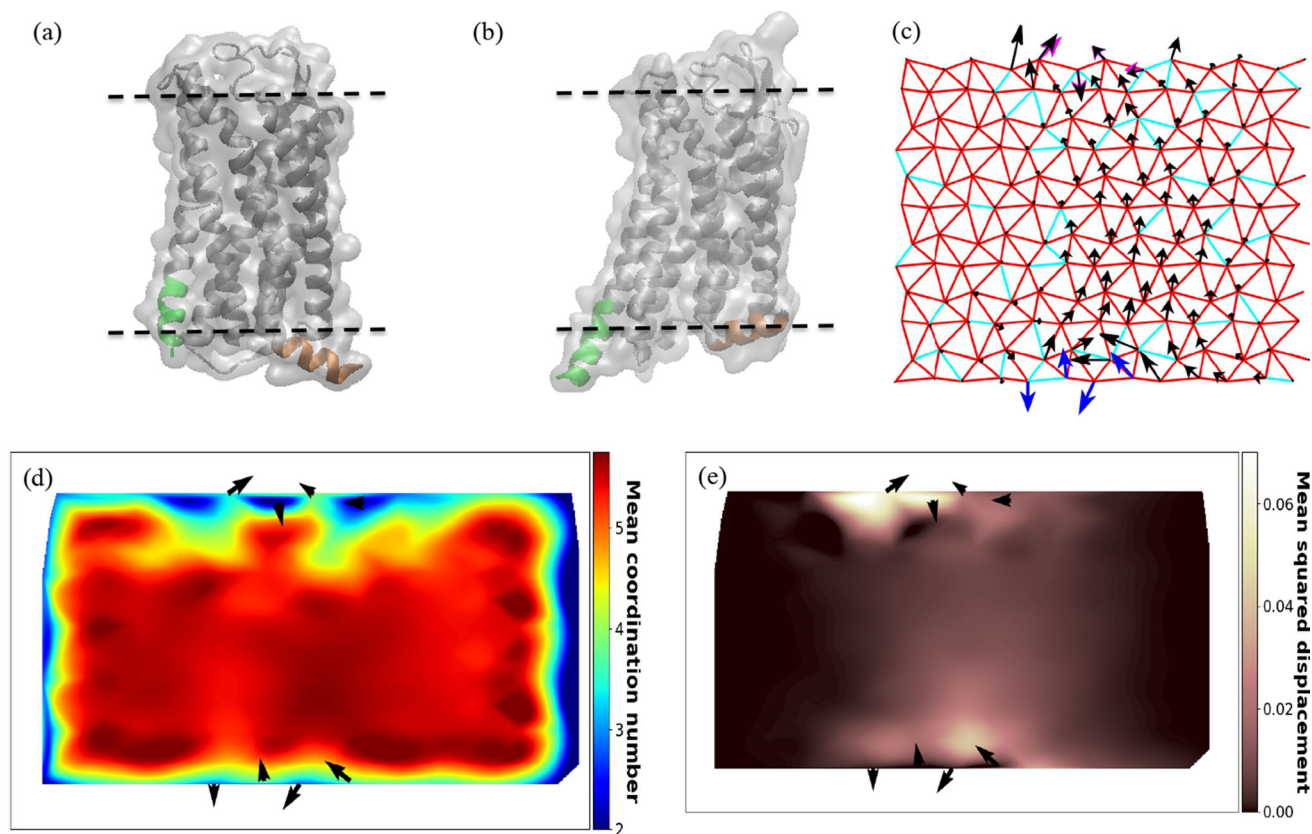 (a)
(b)
(c)
(d)
5
4
3
2
Mean coordination number
(e)
0.06
0.04
0.02
0.00
Mean squared displacement